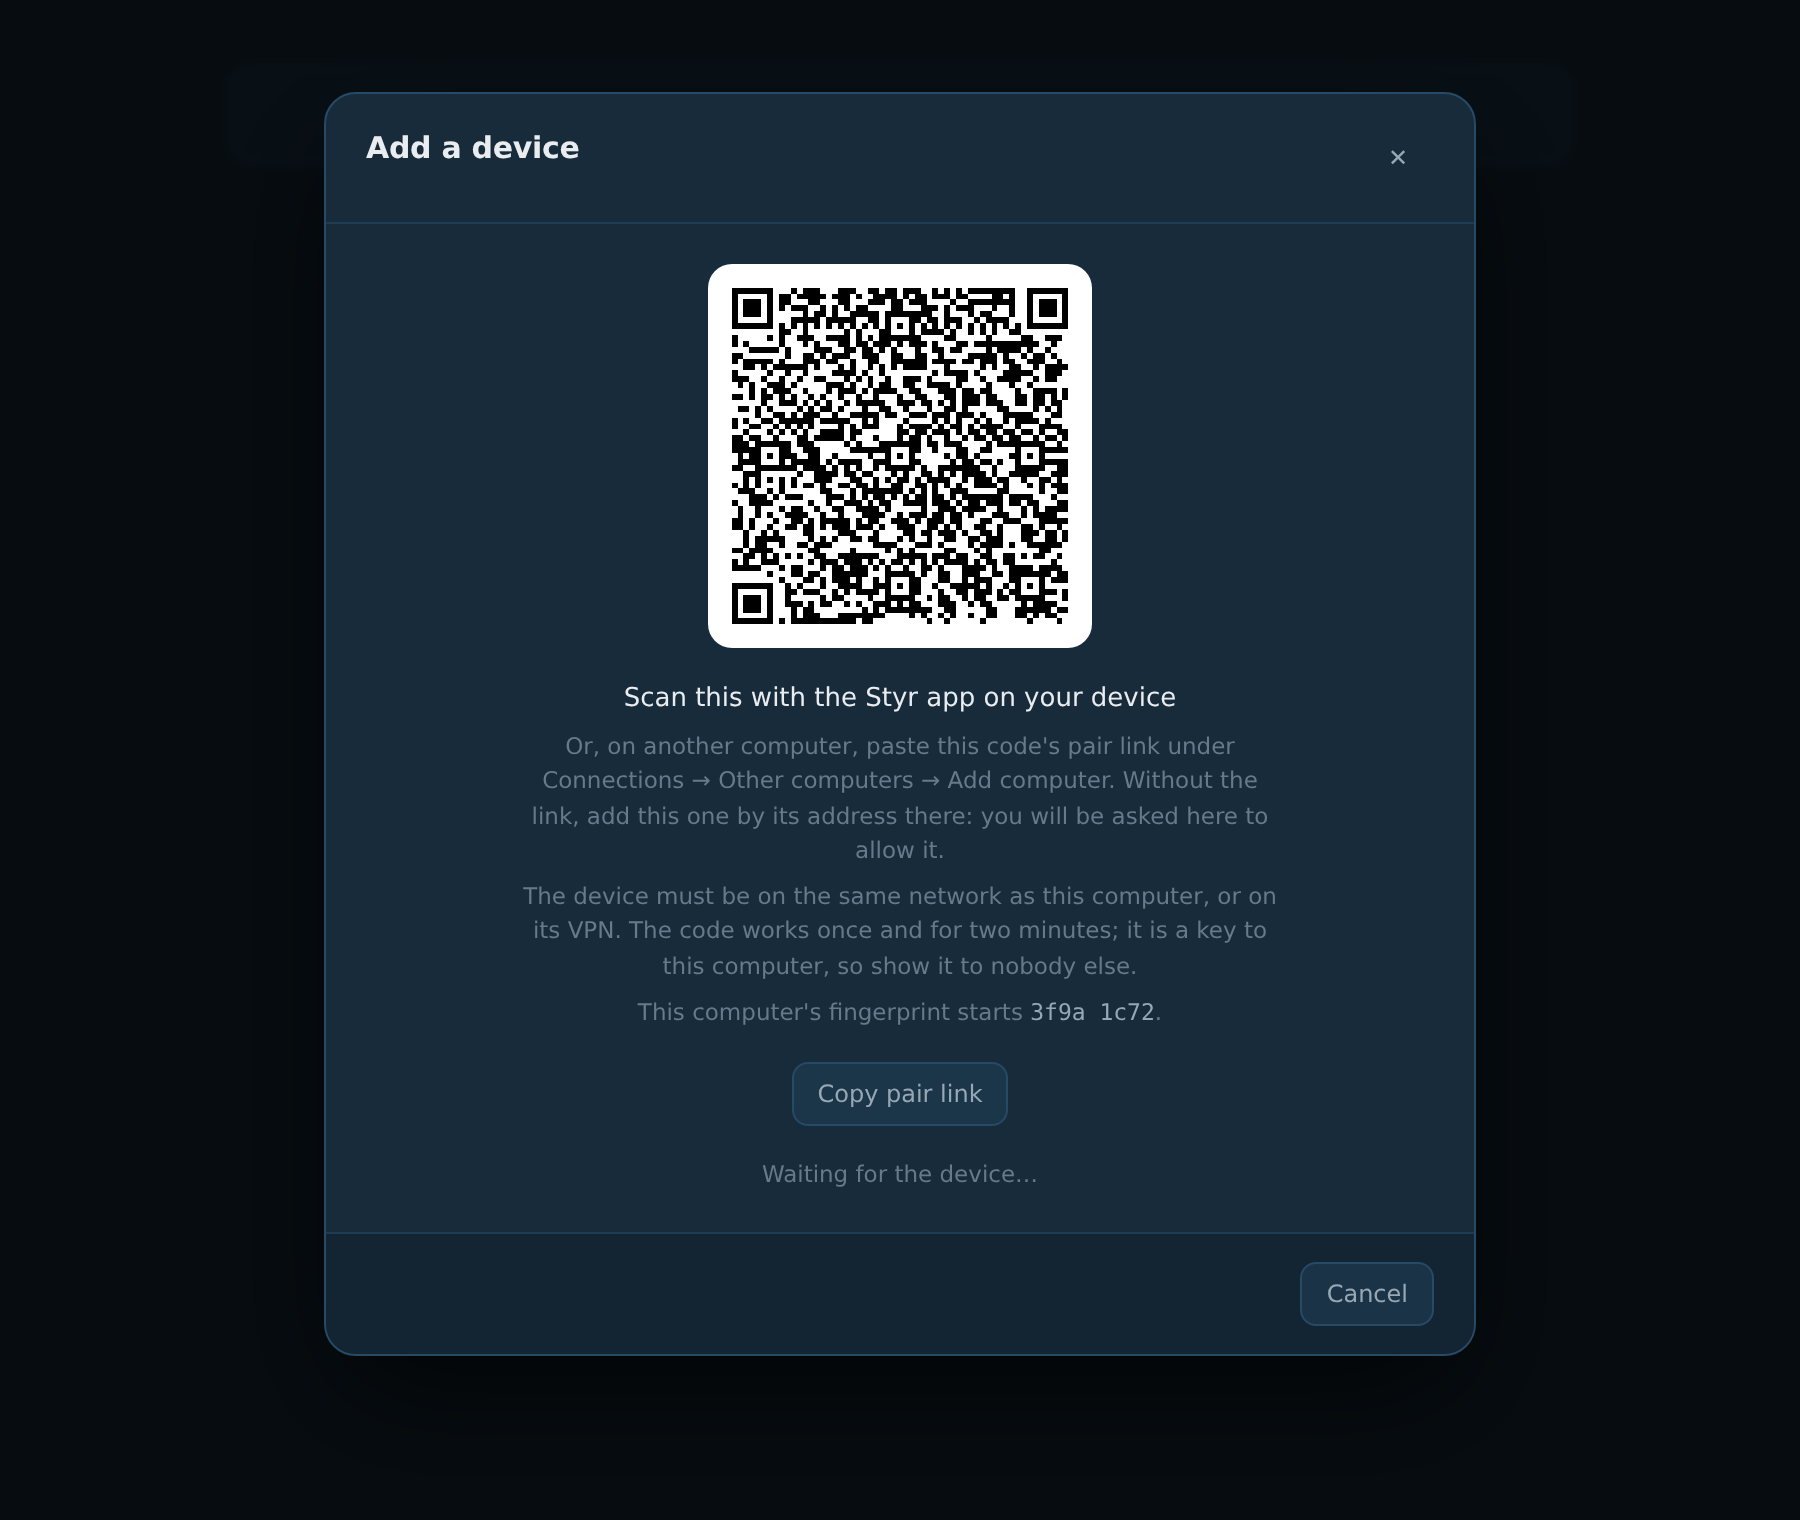 Add a device
✕
Scan this with the Styr app on your device
Or, on another computer, paste this code's pair link under
Connections → Other computers → Add computer. Without the
link, add this one by its address there: you will be asked here to
allow it.
The device must be on the same network as this computer, or on
its VPN. The code works once and for two minutes; it is a key to
this computer, so show it to nobody else.
This computer's fingerprint starts 3f9a 1c72.
Copy pair link
Waiting for the device…
Cancel